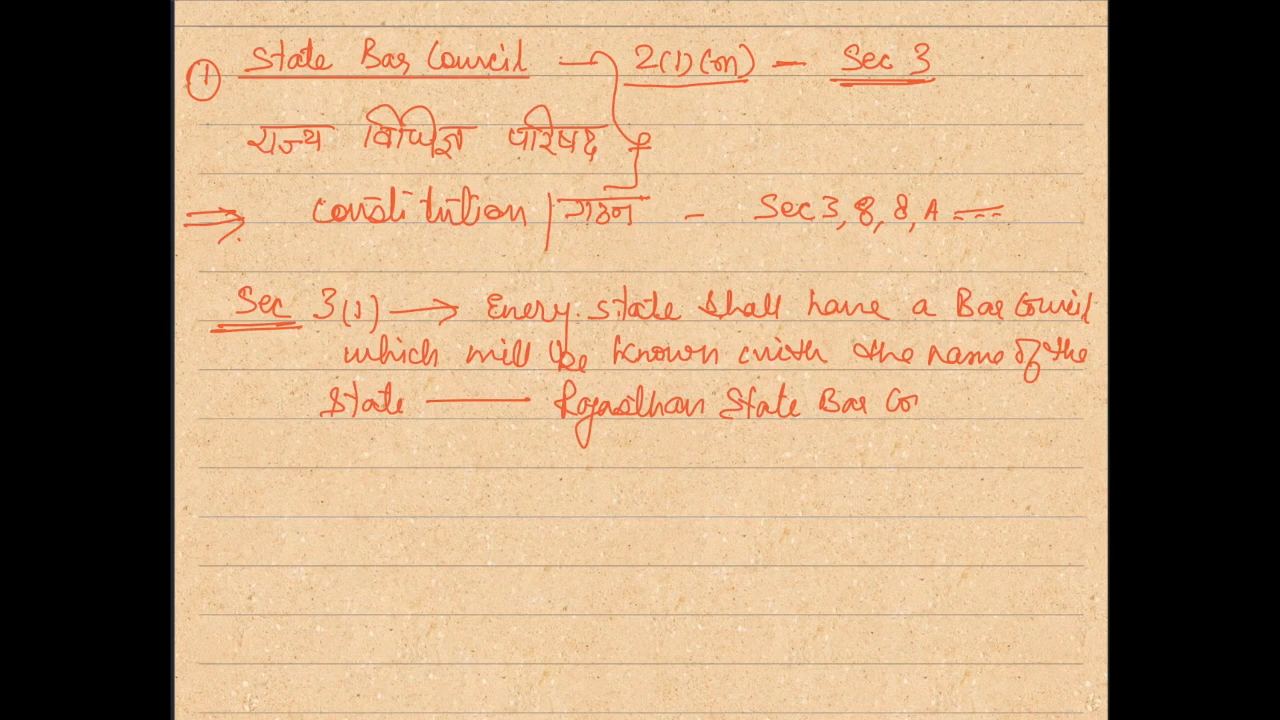 ① State Bar Council — 2(1)(m) — Sec 3
राज्य विधिज्ञ परिषद
⇒ Constitution | गठन - Sec 3, 8, 8, A ---
Sec 3(1) → Every state shall have a Bar Council
which will be known with the name of the
State —— Rajasthan State Bar Co